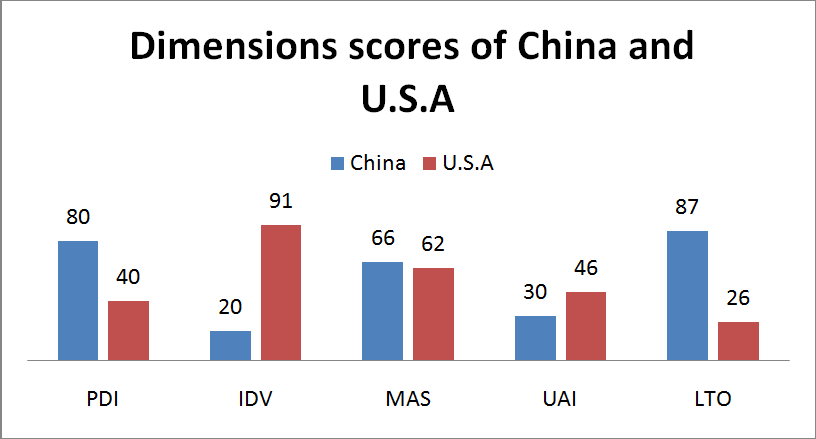 Dimensions scores of China and
U.S.A
China U.S.A
80 40 20 91 66 62 30 46 87 26
PDI IDV MAS UAI LTO